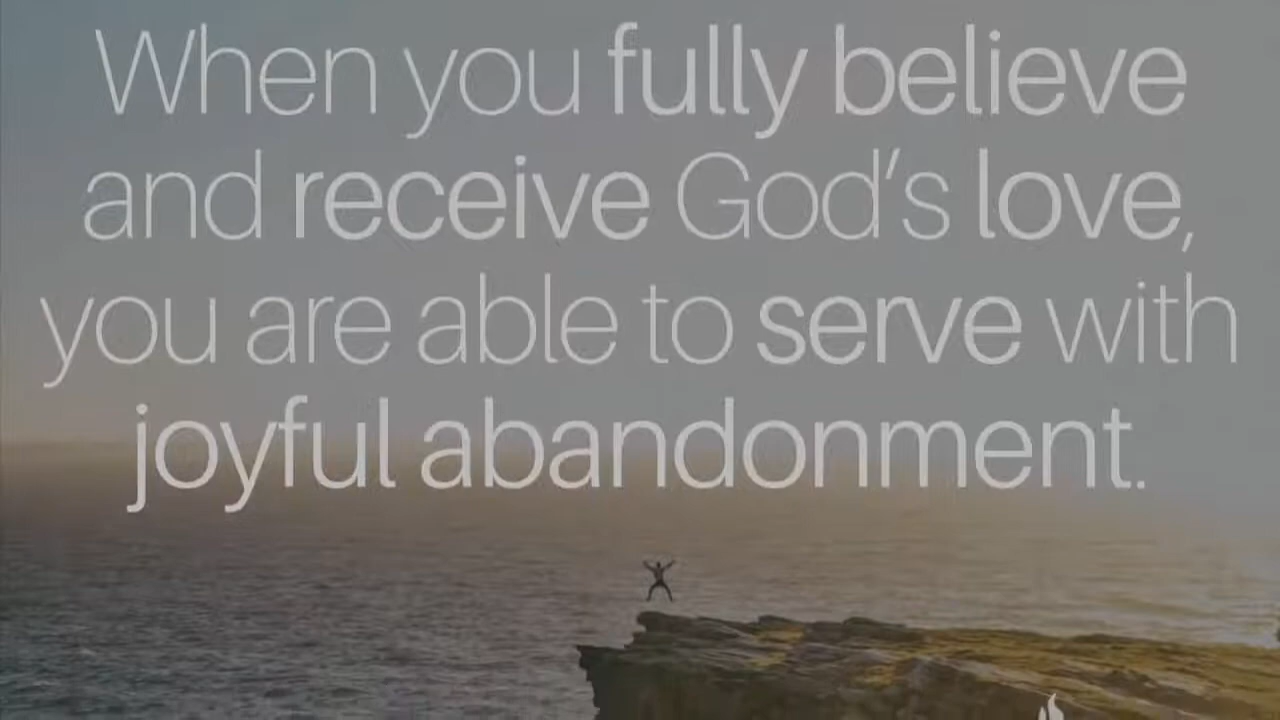 When you fully believe
and receive God's love,
you are able to serve with
joyful abandonment.